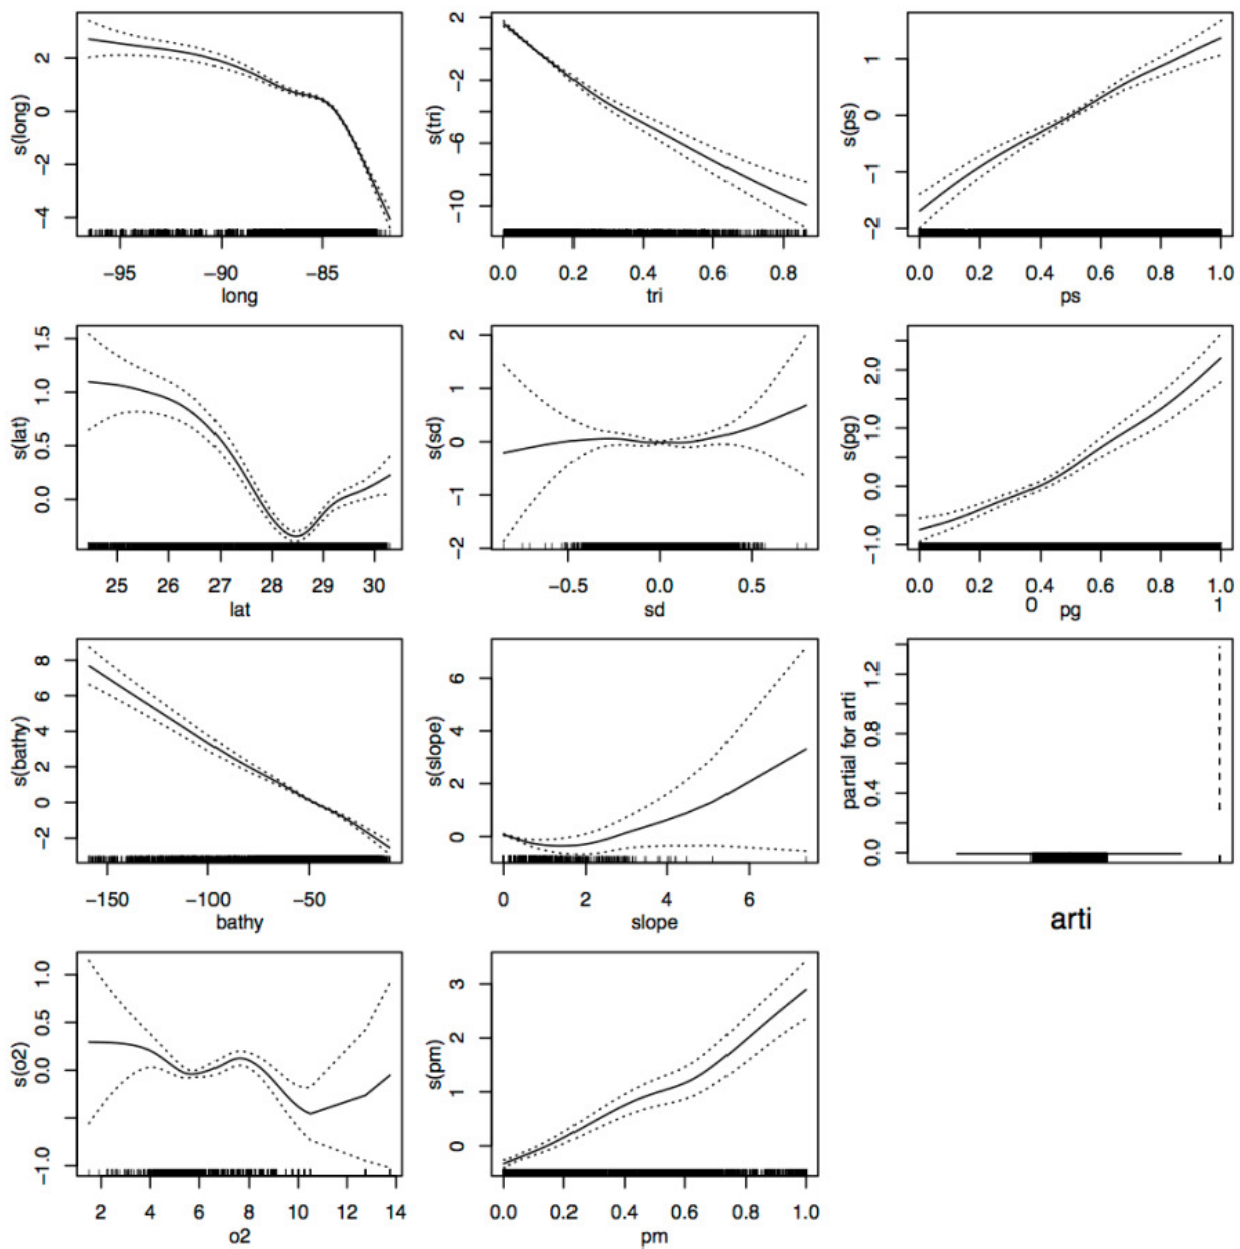 s(long)
2
0
−2
−4
−95 −90 −85
long
s(tri)
2
−2
−6
−10
0.0 0.2 0.4 0.6 0.8
tri
s(ps)
1
0
−1
−2
0.0 0.2 0.4 0.6 0.8 1.0
ps
s(lat)
1.5
1.0
0.5
0.0
25 26 27 28 29 30
lat
s(sd)
2
1
0
−1
−2
−0.5 0.0 0.5
sd
s(pg)
2.0
1.0
0.0
−1.0
0.0 0.2 0.4 0.6 0.8 1.0
pg
s(bathy)
8
6
4
2
0
−2
−150 −100 −50
bathy
s(slope)
6
4
2
0
0 2 4 6
slope
0 1
partial for arti
1.2
0.8
0.4
0.0
arti
s(o2)
1.0
0.5
0.0
−1.0
2 4 6 8 10 12 14
o2
s(prn)
3
2
1
0
0.0 0.2 0.4 0.6 0.8 1.0
prn